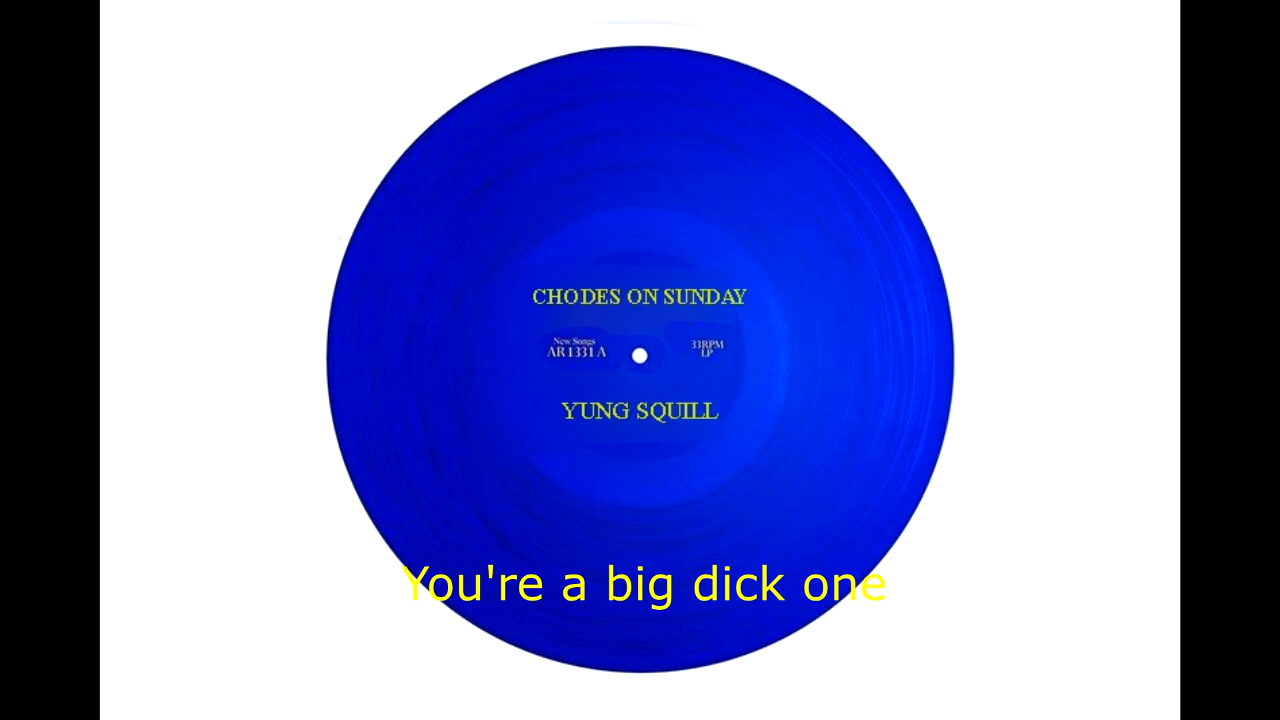 CHODES ON SUNDAY
New Songs
AR1331A
33RPM
LP
YUNG SQUILL
You're a big dick one